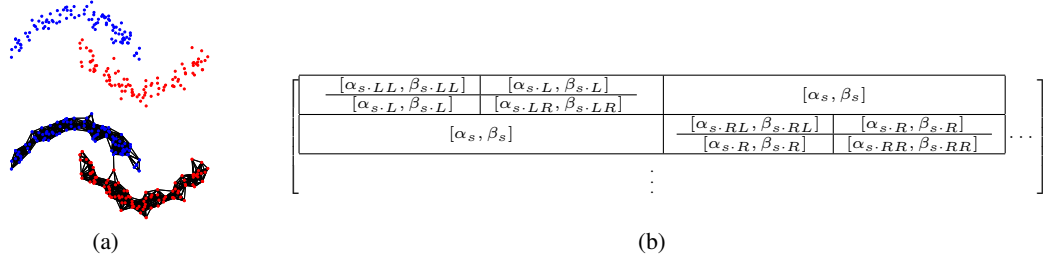 [α_{s·LL}, β_{s·LL}] [α_{s·L}, β_{s·L}]
[α_s, β_s]
[α_{s·L}, β_{s·L}] [α_{s·LR}, β_{s·LR}]
[α_s, β_s]
[α_{s·RL}, β_{s·RL}] [α_{s·R}, β_{s·R}]
...
[α_{s·R}, β_{s·R}] [α_{s·RR}, β_{s·RR}]
⋮
(a) (b)